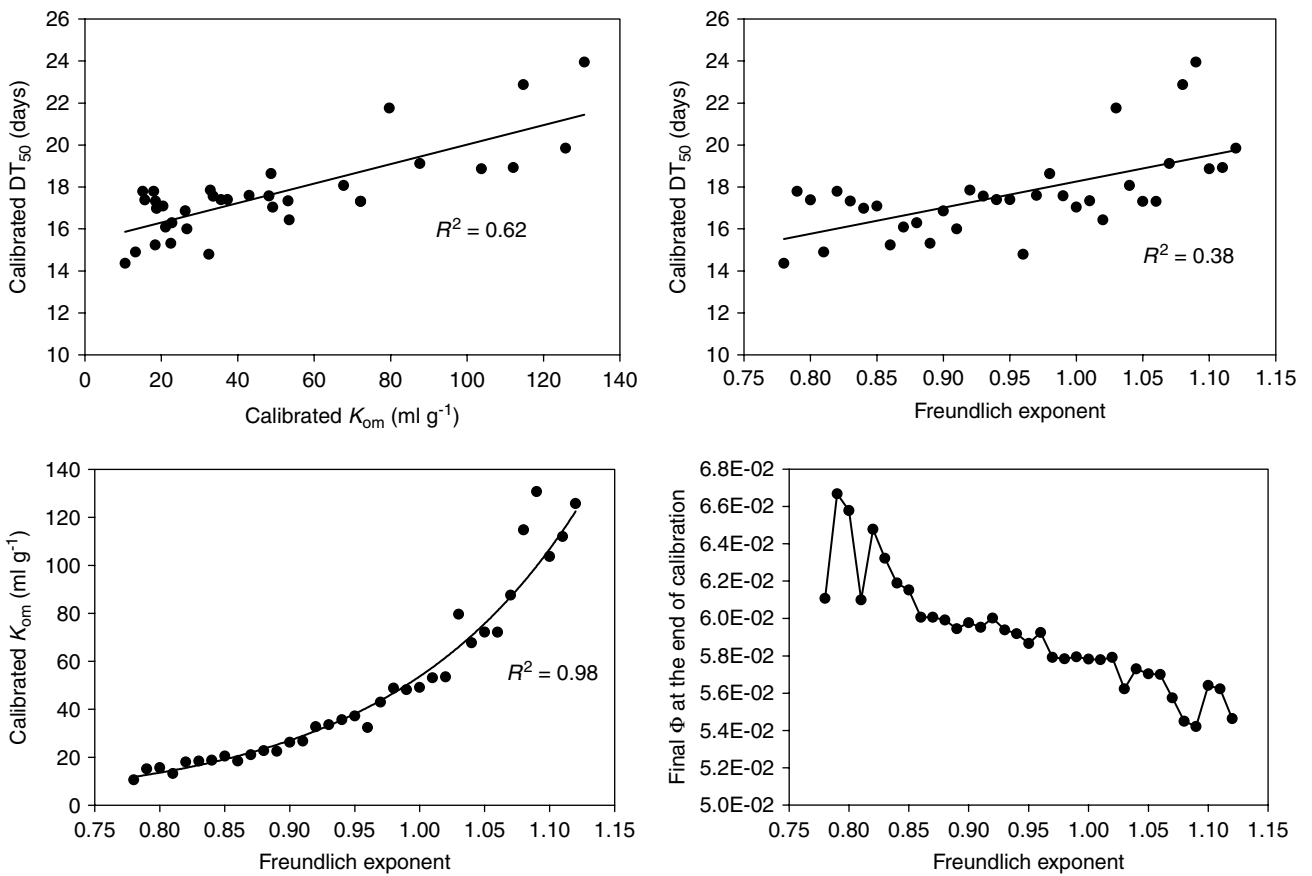 26
24
22
20
18
16
14
12
10
Calibrated DT50 (days)
R2 = 0.62
0 20 40 60 80 100 120 140
Calibrated Kom (ml g-1)
26
24
22
20
18
16
14
12
10
Calibrated DT50 (days)
R2 = 0.38
0.75 0.80 0.85 0.90 0.95 1.00 1.05 1.10 1.15
Freundlich exponent
140
120
100
80
60
40
20
0
Calibrated Kom (ml g-1)
R2 = 0.98
0.75 0.80 0.85 0.90 0.95 1.00 1.05 1.10 1.15
Freundlich exponent
6.8E-02
6.6E-02
6.4E-02
6.2E-02
6.0E-02
5.8E-02
5.6E-02
5.4E-02
5.2E-02
5.0E-02
Final Φ at the end of calibration
0.75 0.80 0.85 0.90 0.95 1.00 1.05 1.10 1.15
Freundlich exponent